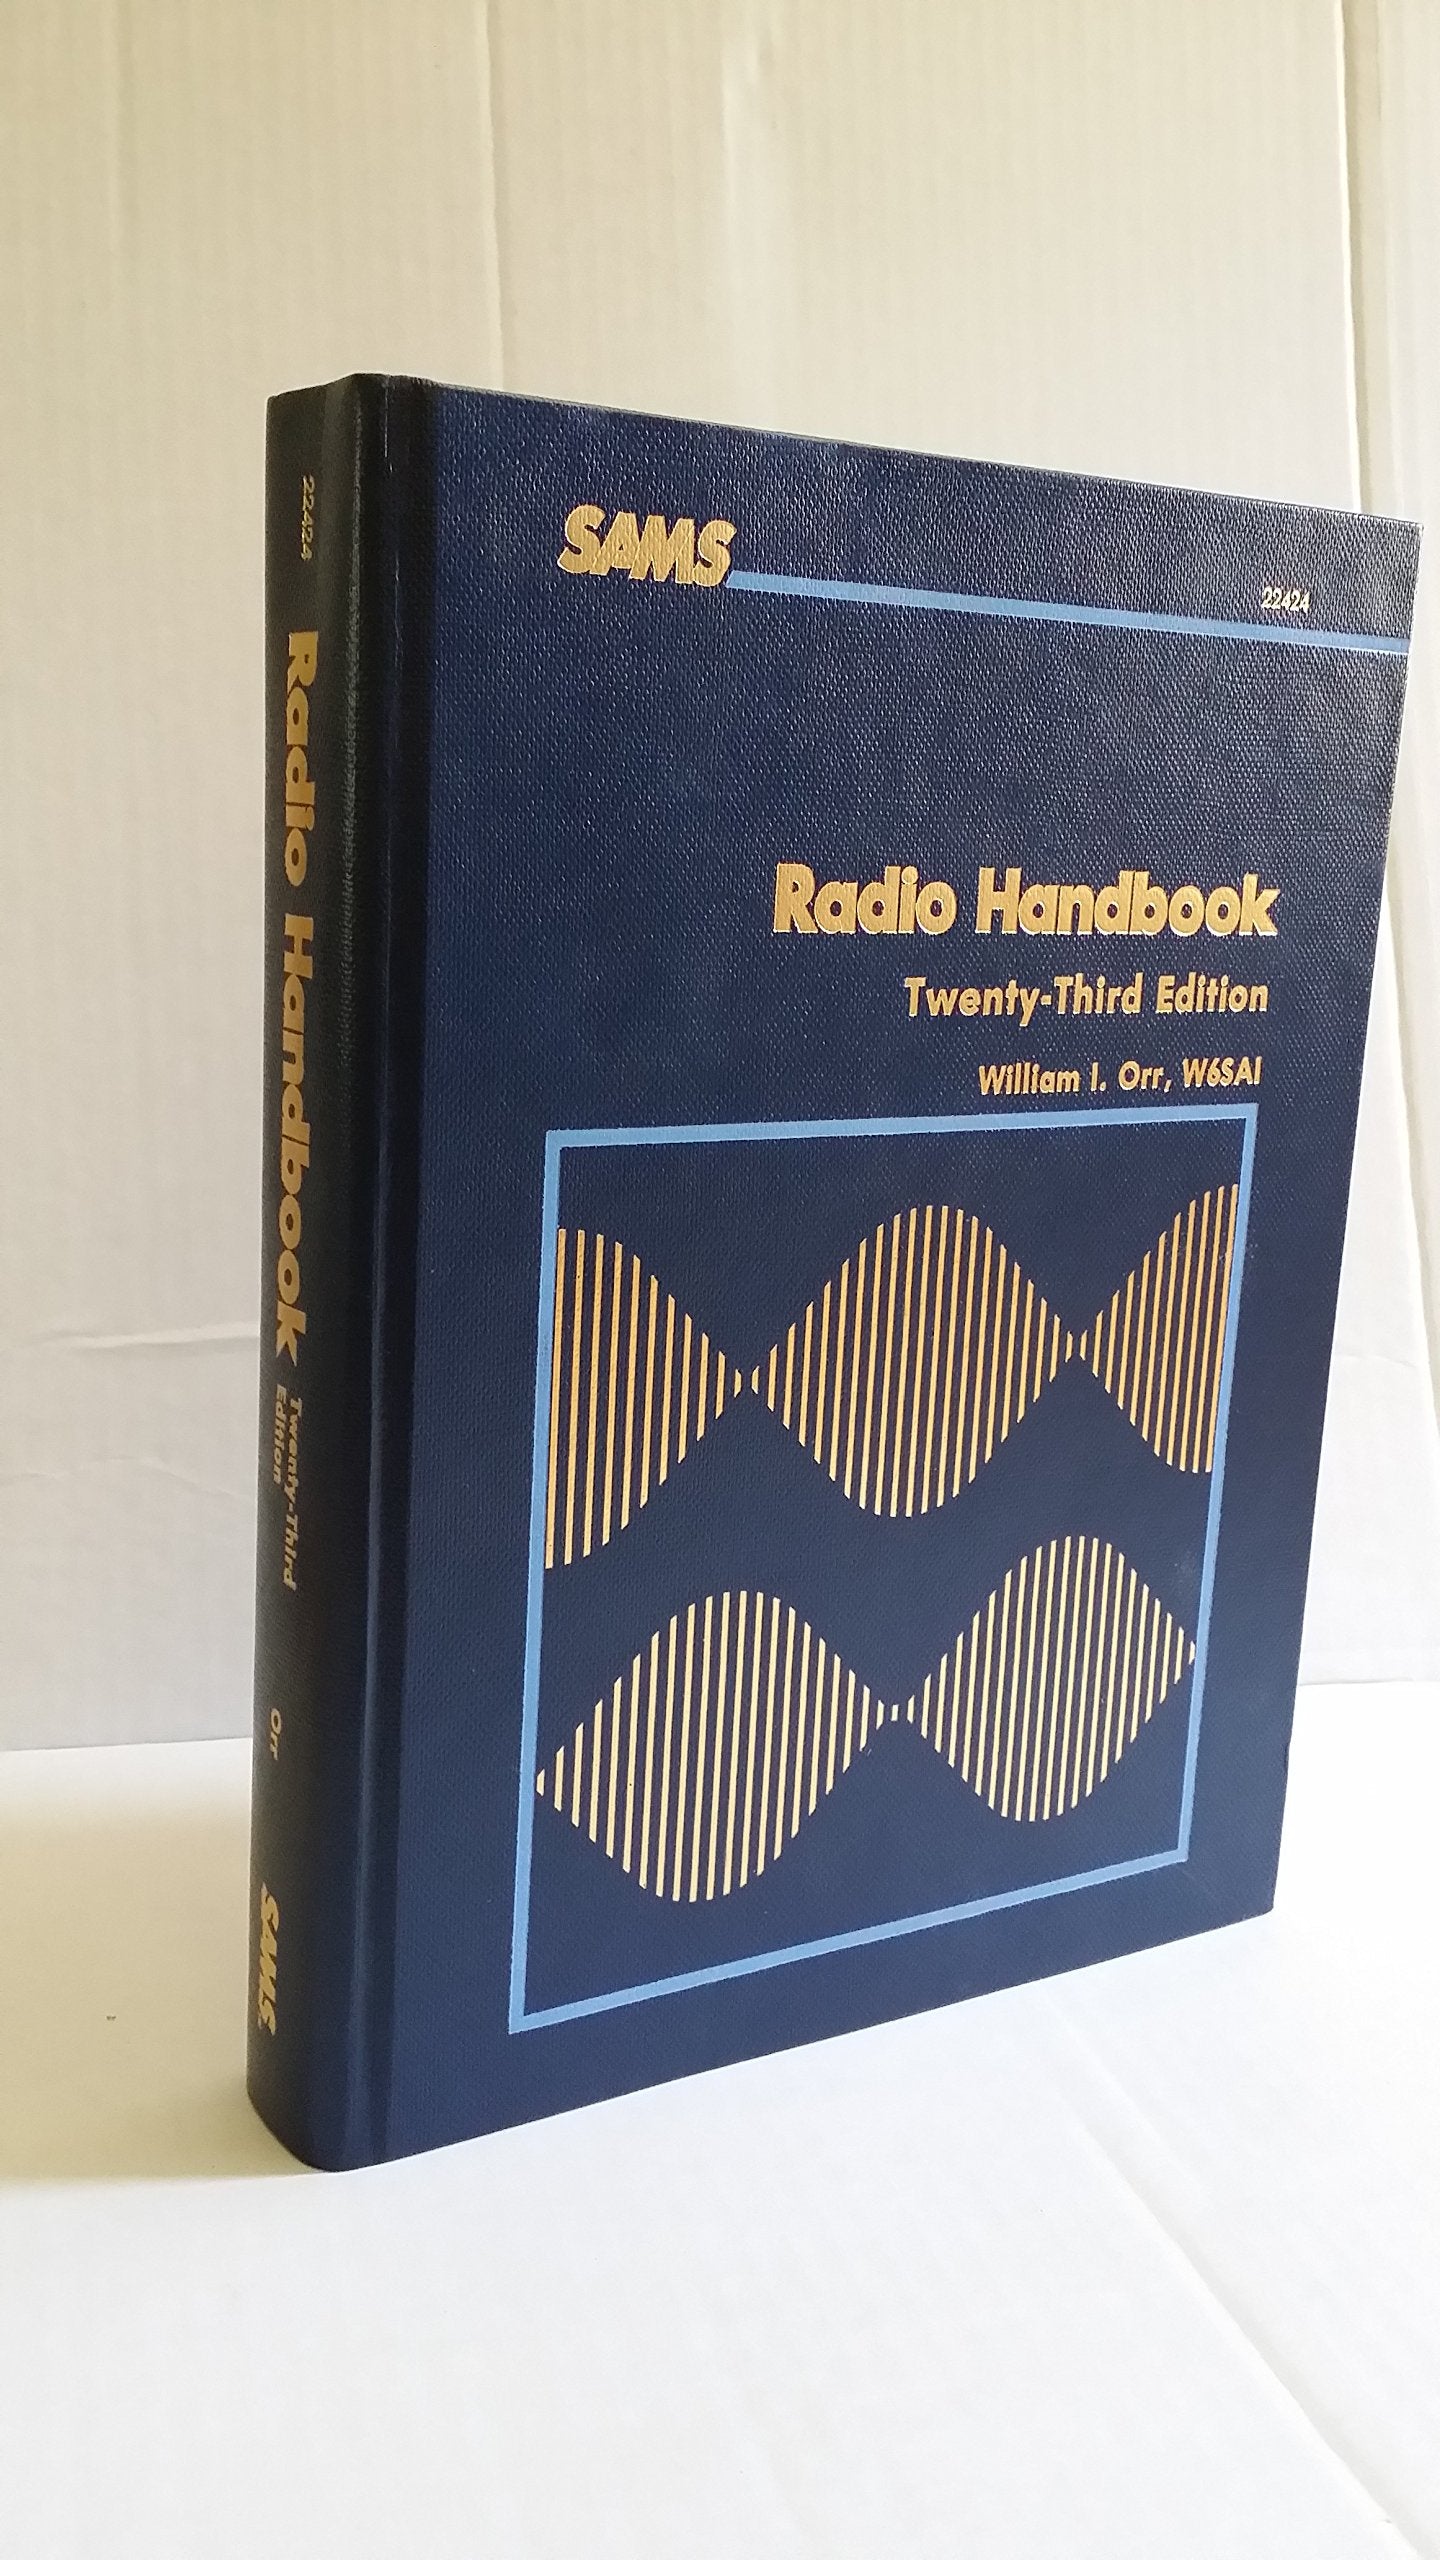 SAMS
22424
Radio Handbook
Twenty-Third Edition
William I. Orr, W6SAI
22424
Radio Handbook
Twenty-Third
Edition
Orr
SAMS